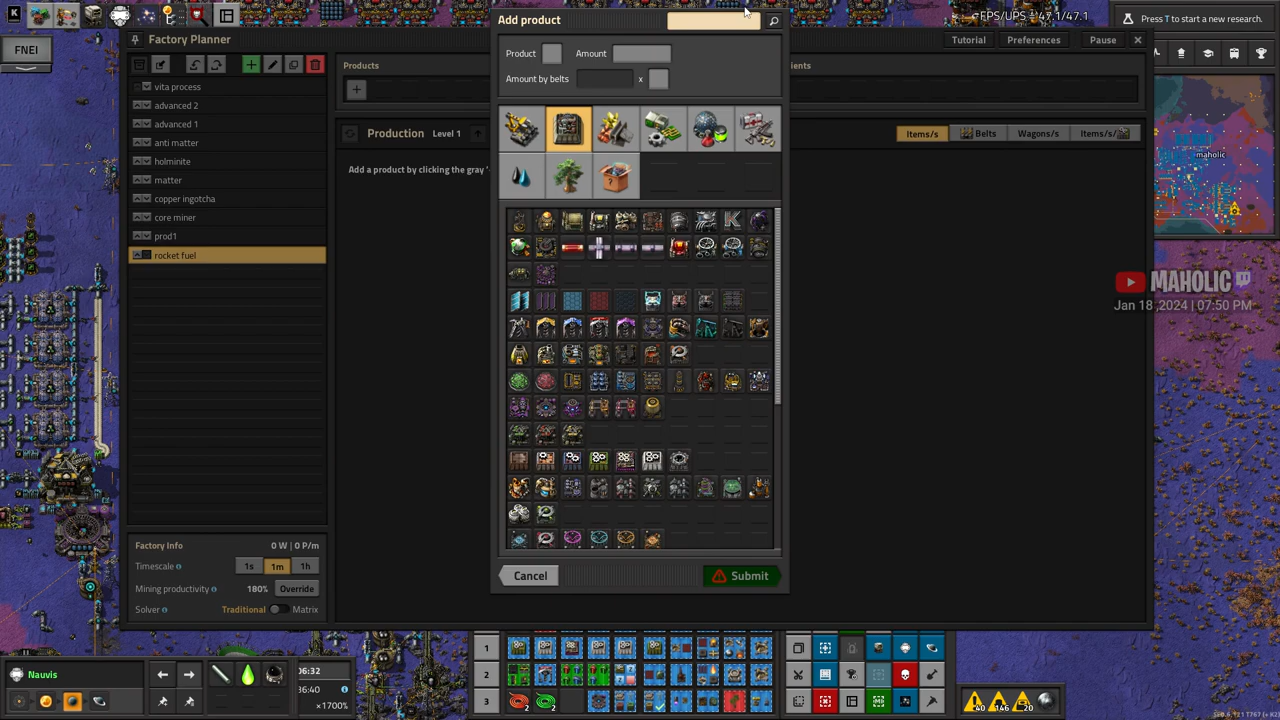 FPS/UPS = 47.1/47.1
Press T to start a new research.
FNEI
Factory Planner
Tutorial
Preferences
Pause
Add product
Product
Amount
Amount by belts
x
Products
Production
Level 1
Add a product by clicking the gray '
Items/s
Belts
Wagons/s
Items/s/
vita process
advanced 2
advanced 1
anti matter
holminite
matter
copper ingotcha
core miner
prod1
rocket fuel
maholic
MAHOLIC
Jan 18 ,2024 | 07:50 PM
Factory Info
0 W | 0 P/m
Timescale
1s
1m
1h
Mining productivity
180%
Override
Solver
Traditional
Matrix
Cancel
Submit
Nauvis
06:32
36:40
×1700%
1
2
3